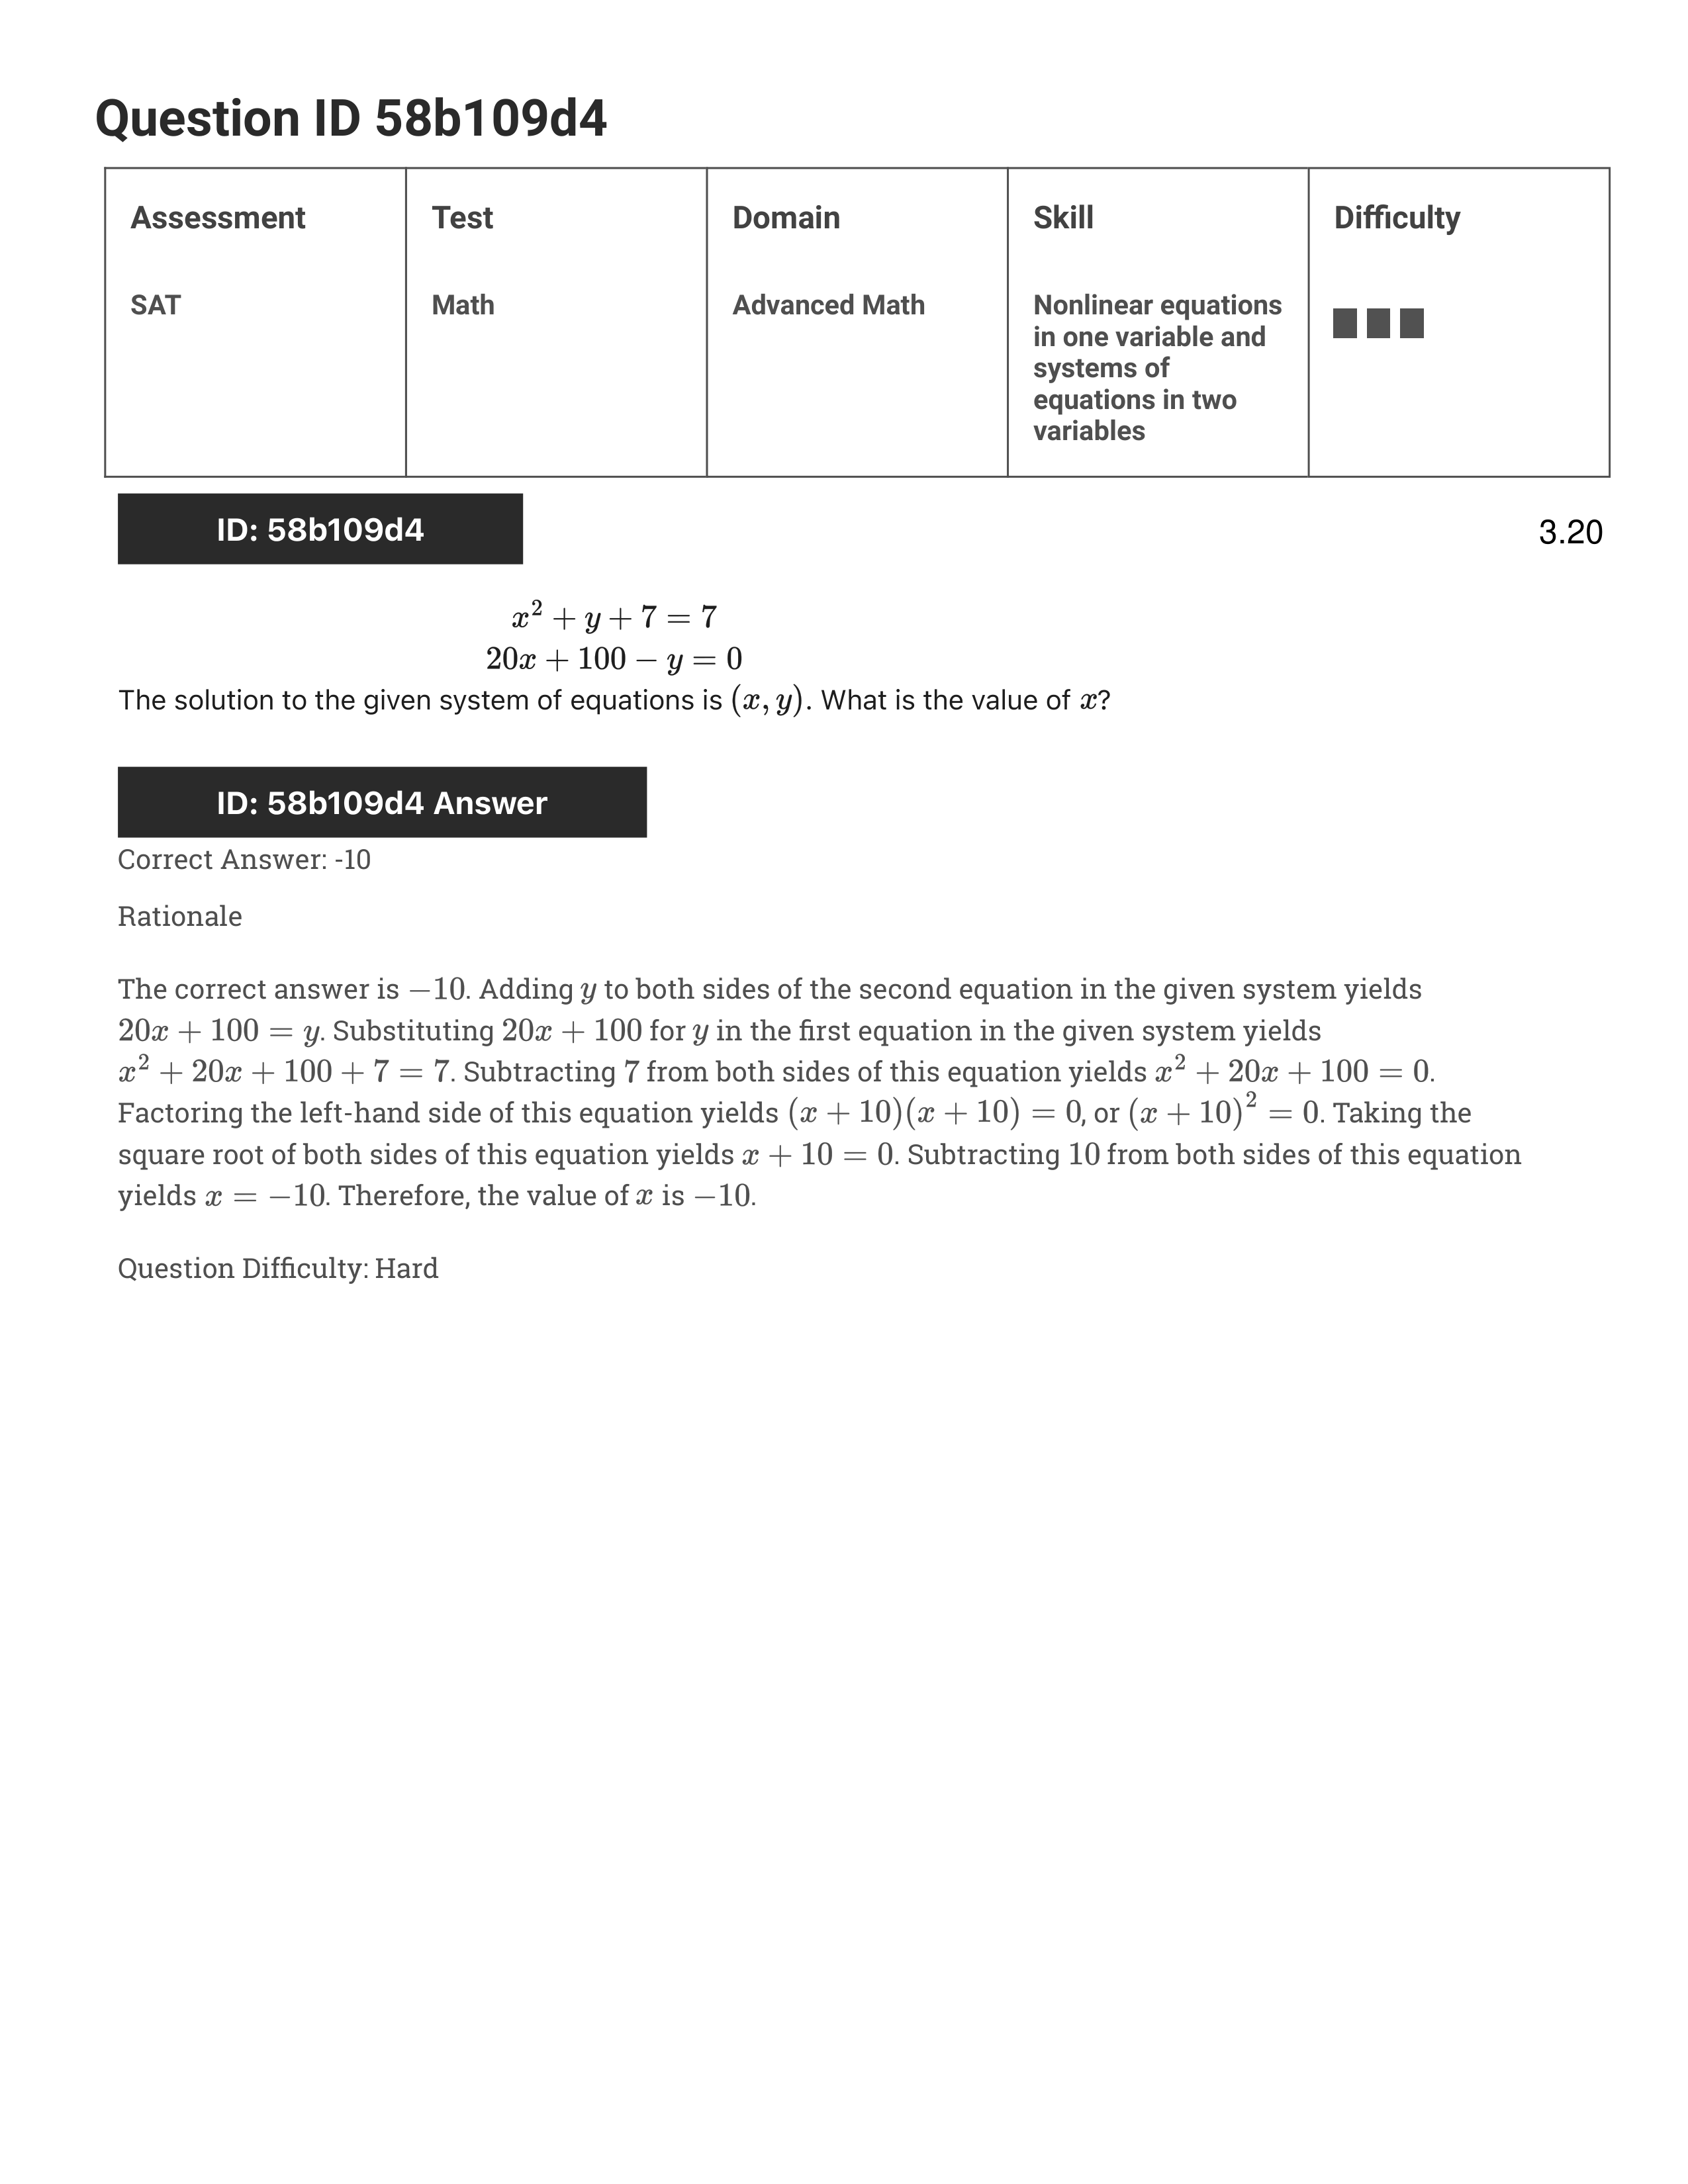 Question ID 58b109d4
Assessment
Test
Domain
Skill
Difficulty
SAT
Math
Advanced Math
Nonlinear equations
in one variable and
systems of
equations in two
variables
ID: 58b109d4
3.20
x² + y + 7 = 7
20x + 100 − y = 0
The solution to the given system of equations is (x, y). What is the value of x?
ID: 58b109d4 Answer
Correct Answer: -10
Rationale
The correct answer is −10. Adding y to both sides of the second equation in the given system yields
20x + 100 = y. Substituting 20x + 100 for y in the first equation in the given system yields
x² + 20x + 100 + 7 = 7. Subtracting 7 from both sides of this equation yields x² + 20x + 100 = 0.
Factoring the left-hand side of this equation yields (x + 10)(x + 10) = 0, or (x + 10)² = 0. Taking the
square root of both sides of this equation yields x + 10 = 0. Subtracting 10 from both sides of this equation
yields x = −10. Therefore, the value of x is −10.
Question Difficulty: Hard